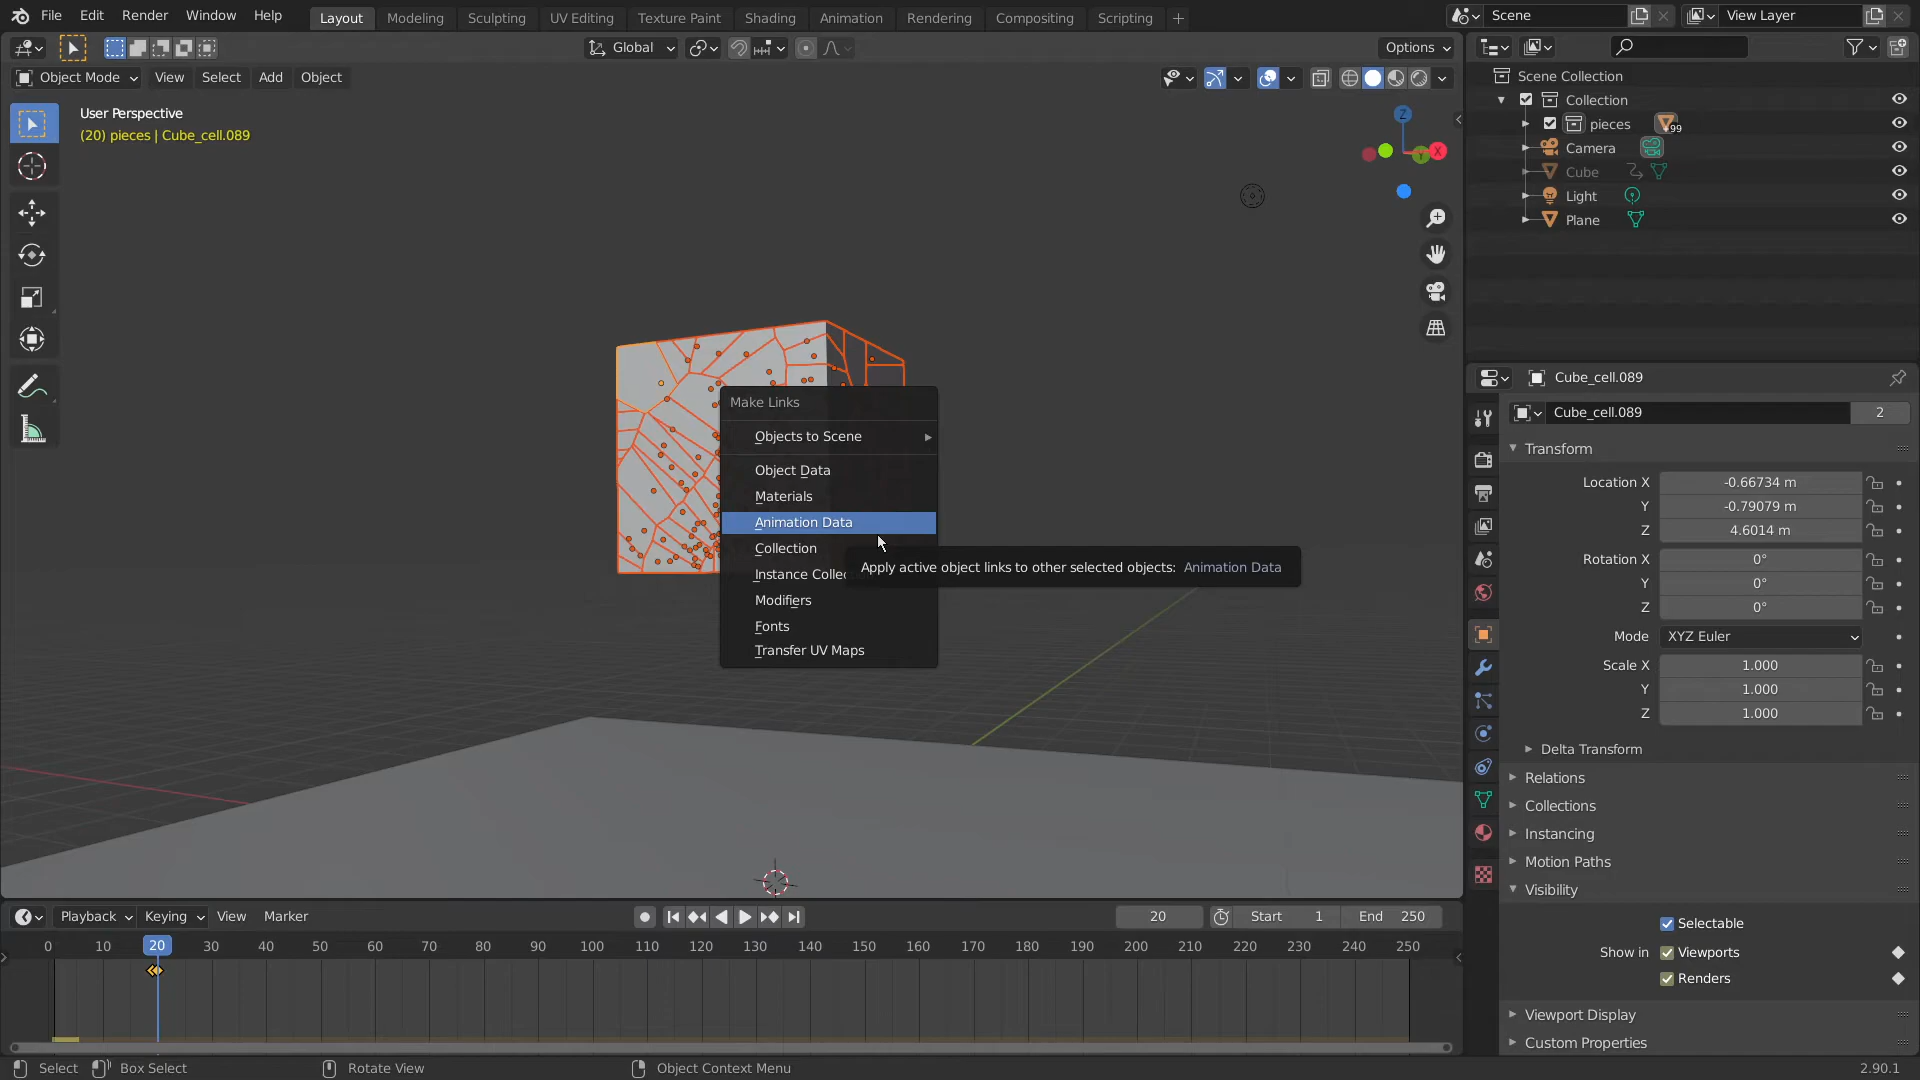 File Edit Render Window Help Layout Modeling Sculpting UV Editing Texture Paint Shading Animation Rendering Compositing Scripting + Scene View Layer
Global Options
Object Mode View Select Add Object
User Perspective
(20) pieces | Cube_cell.089
Z
X
Y
Scene Collection
Collection
pieces 99
Camera
Cube
Light
Plane
Make Links
Objects to Scene
Object Data
Materials
Animation Data
Collection
Instance Collec
Modifiers
Fonts
Transfer UV Maps
Apply active object links to other selected objects: Animation Data
Cube_cell.089
Cube_cell.089 2
Transform
Location X -0.66734 m
Y -0.79079 m
Z 4.6014 m
Rotation X 0°
Y 0°
Z 0°
Mode XYZ Euler
Scale X 1.000
Y 1.000
Z 1.000
Delta Transform
Relations
Collections
Instancing
Motion Paths
Visibility
Selectable
Show in Viewports
Renders
Viewport Display
Custom Properties
Playback Keying View Marker 20 Start 1 End 250
0 10 20 30 40 50 60 70 80 90 100 110 120 130 140 150 160 170 180 190 200 210 220 230 240 250
Select Box Select Rotate View Object Context Menu 2.90.1